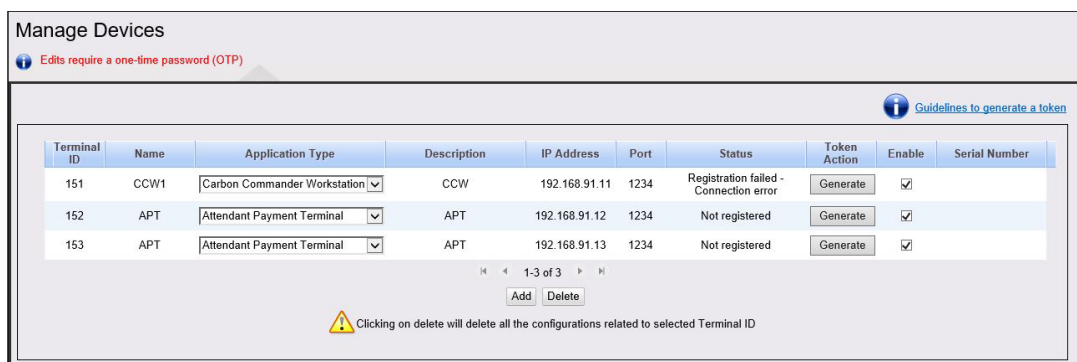 Manage Devices
Edits require a one-time password (OTP)
Guidelines to generate a token
Terminal ID Name Application Type Description IP Address Port Status Token Action Enable Serial Number
151 CCW1 Carbon Commander Workstation CCW 192.168.91.11 1234 Registration failed - Connection error Generate
152 APT Attendant Payment Terminal APT 192.168.91.12 1234 Not registered Generate
153 APT Attendant Payment Terminal APT 192.168.91.13 1234 Not registered Generate
1-3 of 3
Add Delete
Clicking on delete will delete all the configurations related to selected Terminal ID